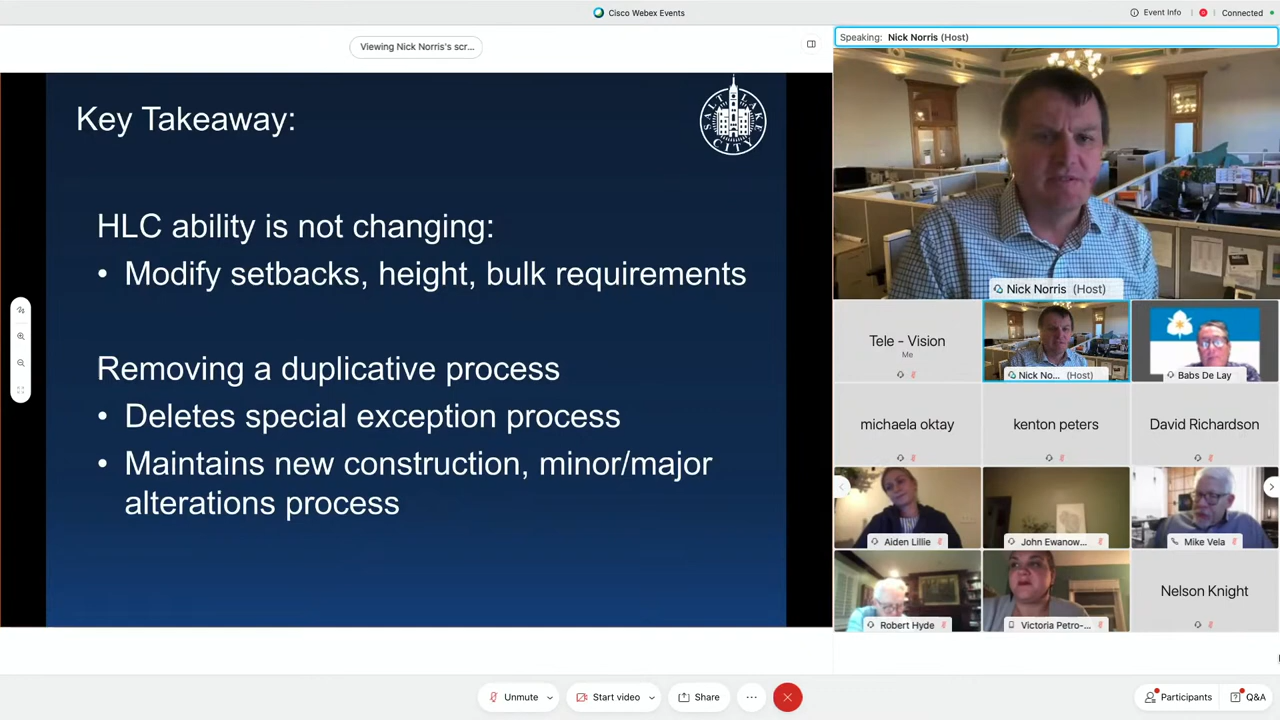 Cisco Webex Events
Event Info
Connected
Viewing Nick Norris's scr...
Speaking: Nick Norris (Host)
Key Takeaway:
SALT LAKE CITY
HLC ability is not changing:
• Modify setbacks, height, bulk requirements
Removing a duplicative process
• Deletes special exception process
• Maintains new construction, minor/major
alterations process
Nick Norris (Host)
Tele - Vision
Me
Nick No... (Host)
Babs De Lay
michaela oktay
kenton peters
David Richardson
Aiden Lillie
John Ewanow...
Mike Vela
Robert Hyde
Victoria Petro-...
Nelson Knight
Unmute
Start video
Share
Participants
Q&A